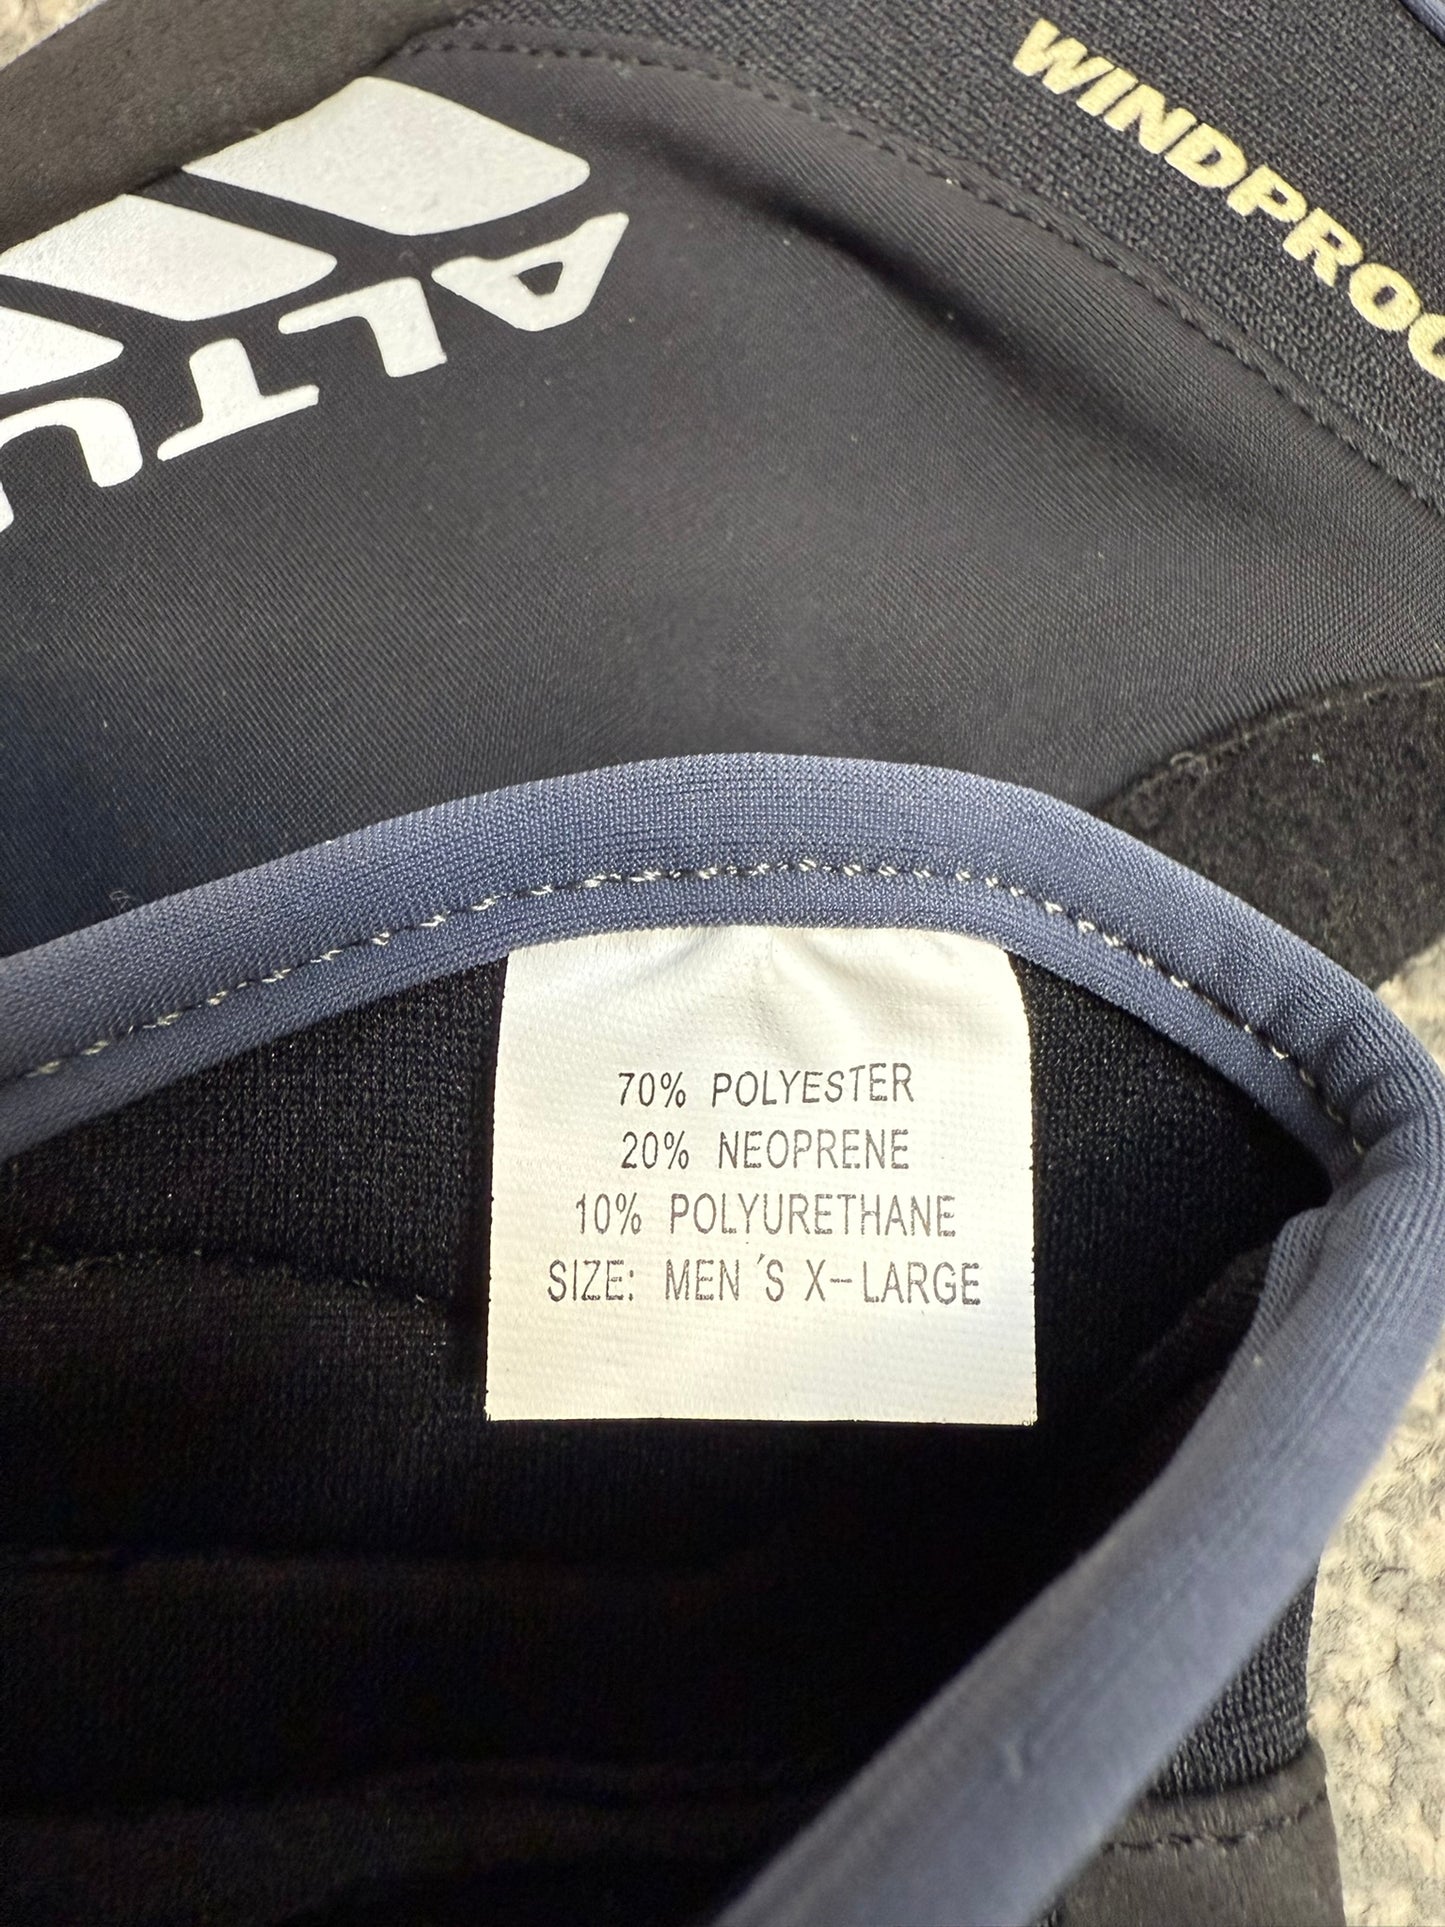 WINDPROO
ALTU
70% POLYESTER
20% NEOPRENE
10% POLYURETHANE
SIZE: MEN ´S X-LARGE